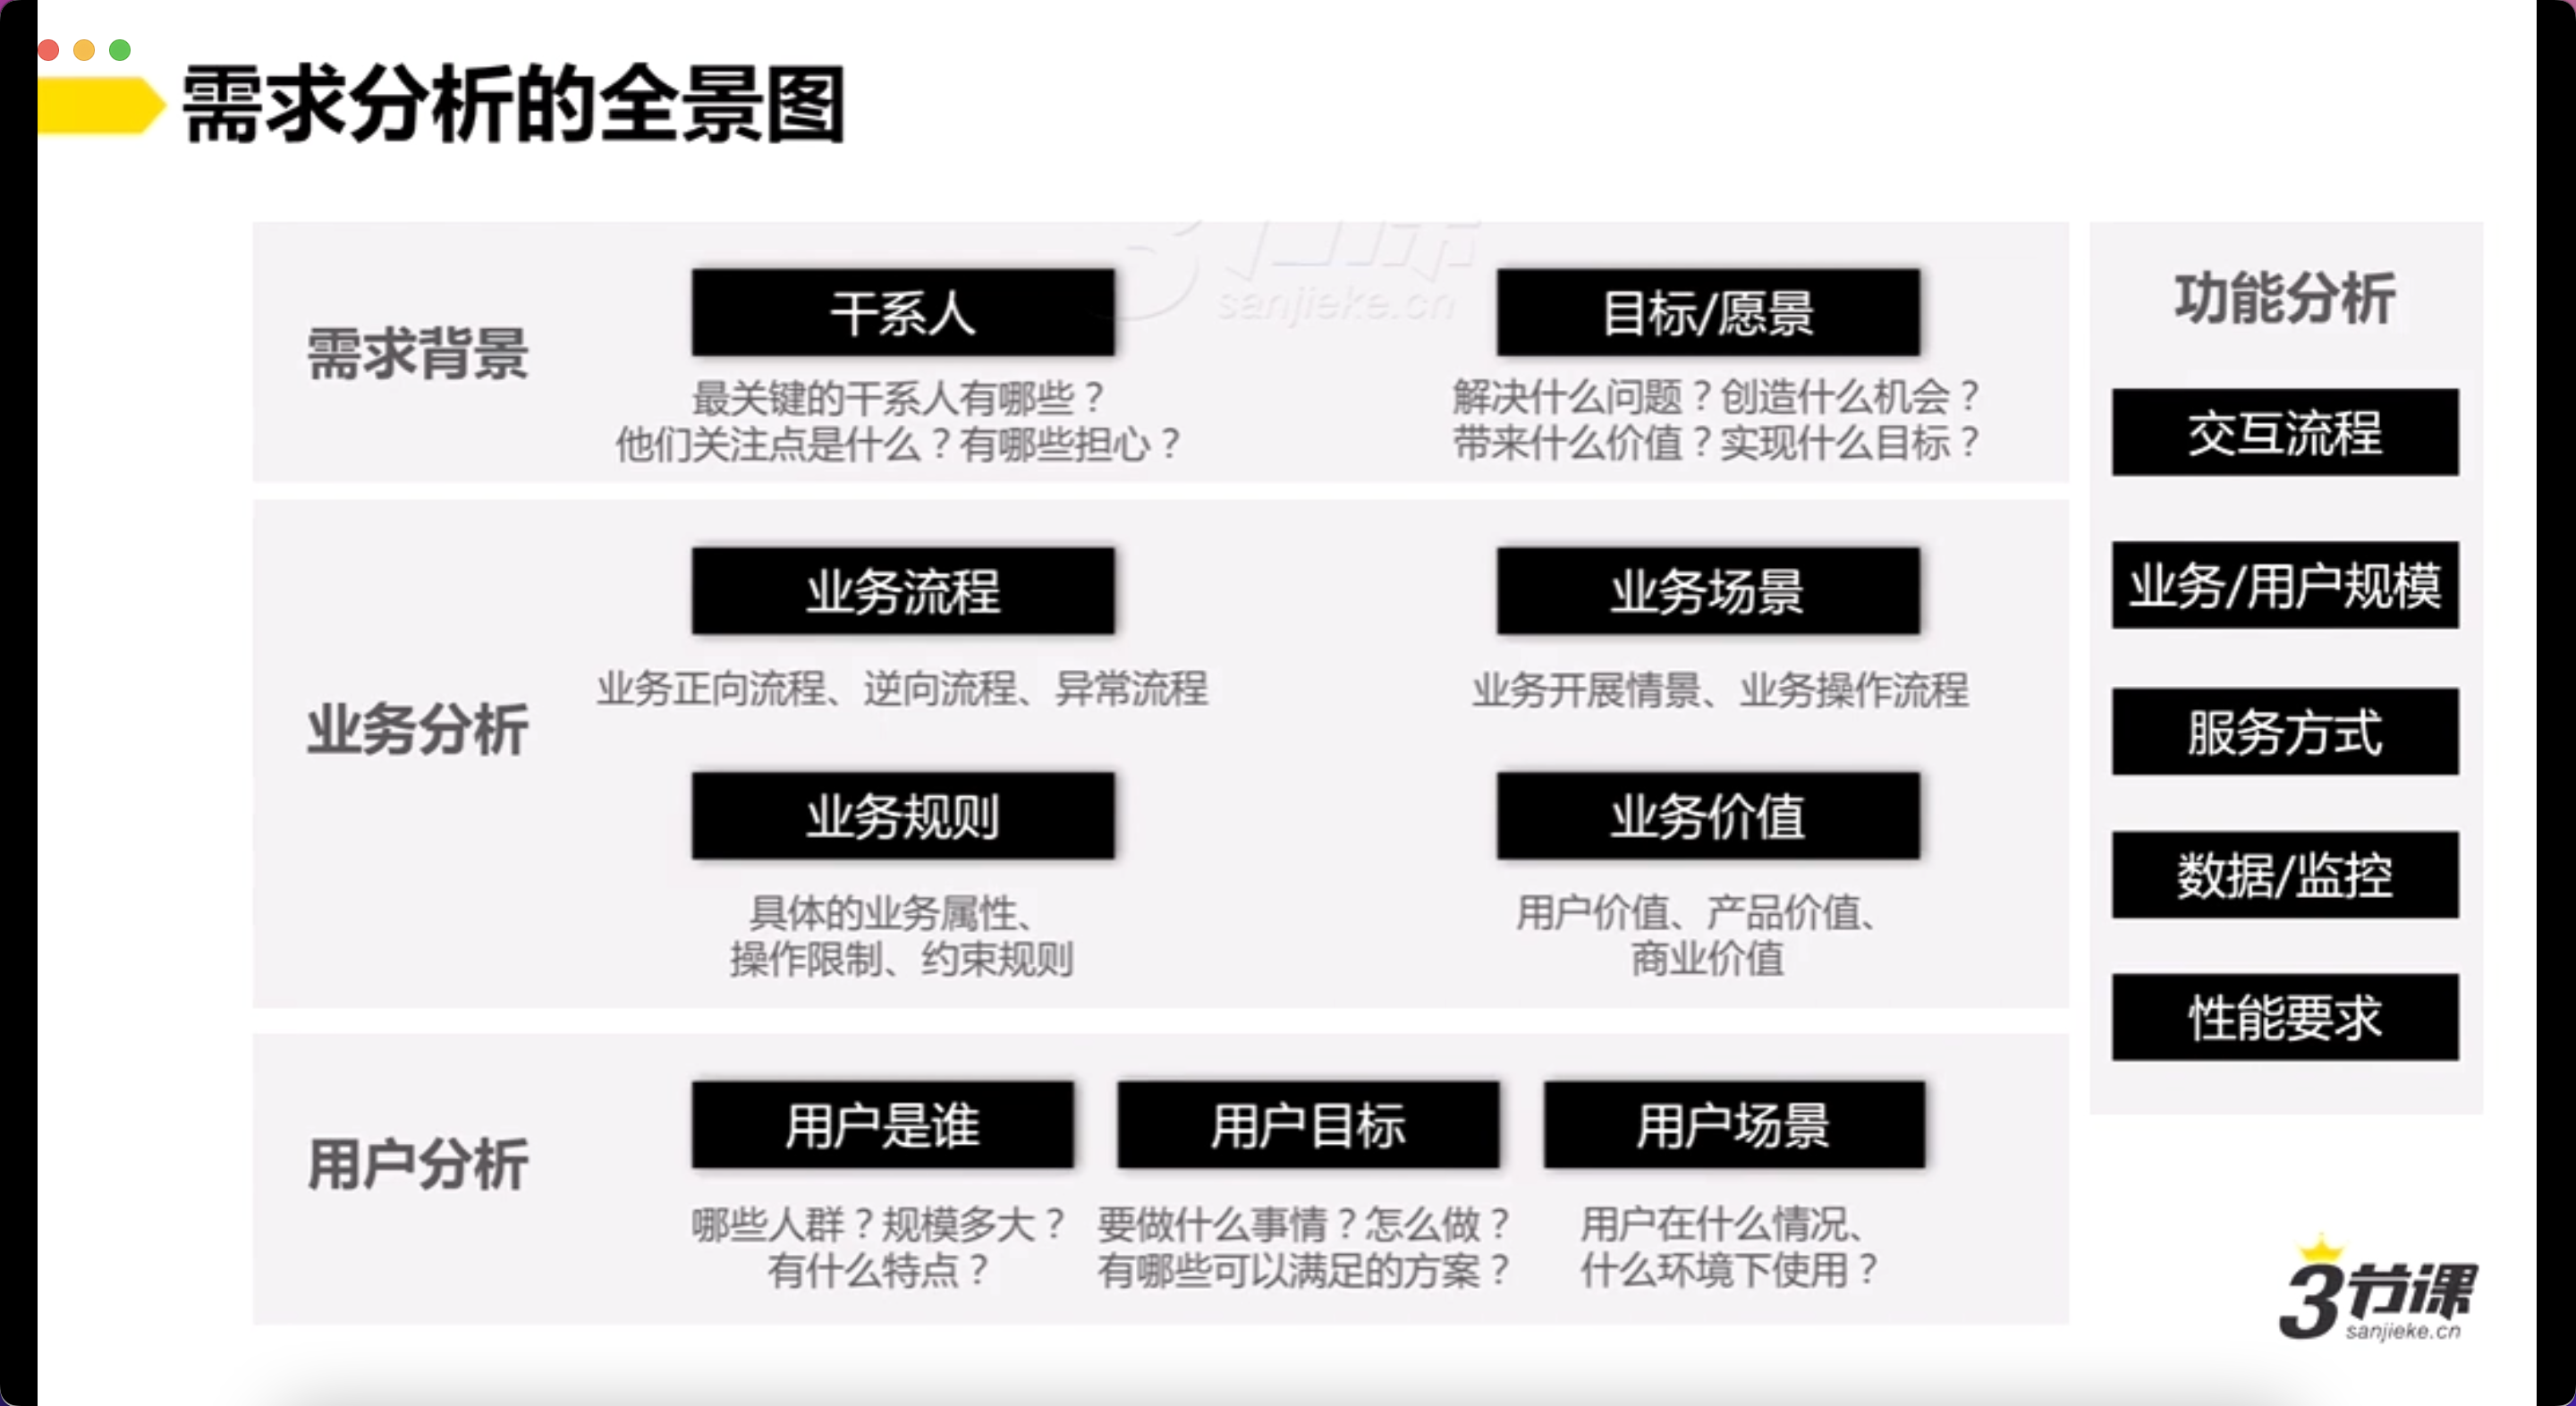 需求分析的全景图
需求背景
干系人
最关键的干系人有哪些？
他们关注点是什么？有哪些担心？
目标/愿景
解决什么问题？创造什么机会？
带来什么价值？实现什么目标？
业务分析
业务流程
业务正向流程、逆向流程、异常流程
业务场景
业务开展情景、业务操作流程
业务规则
具体的业务属性、
操作限制、约束规则
业务价值
用户价值、产品价值、
商业价值
用户分析
用户是谁
哪些人群？规模多大？
有什么特点？
用户目标
要做什么事情？怎么做？
有哪些可以满足的方案？
用户场景
用户在什么情况、
什么环境下使用？
功能分析
交互流程
业务/用户规模
服务方式
数据/监控
性能要求
sanjieke.cn
3节课
sanjieke.cn